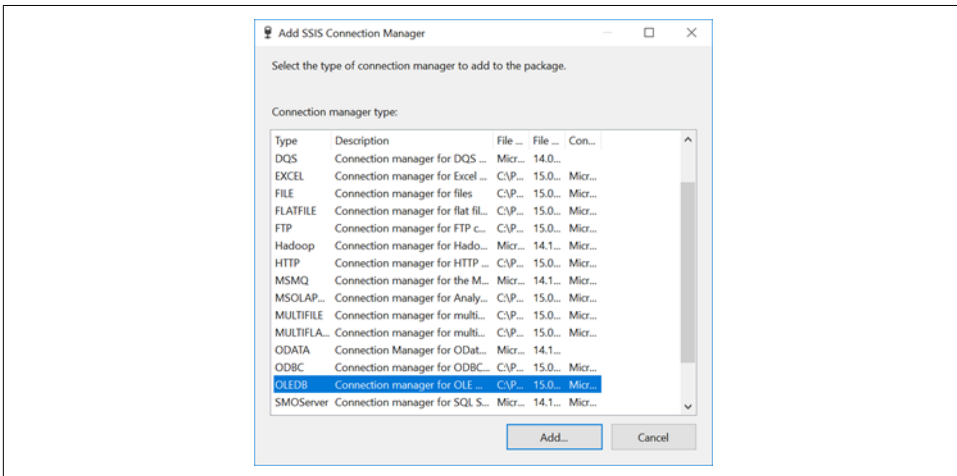 Add SSIS Connection Manager
Select the type of connection manager to add to the package.
Connection manager type:
Type Description File ... File ... Con...
DQS Connection manager for DQS ... Micr... 14.0...
EXCEL Connection manager for Excel ... C:\P... 15.0... Micr...
FILE Connection manager for files C:\P... 15.0... Micr...
FLATFILE Connection manager for flat fil... C:\P... 15.0... Micr...
FTP Connection manager for FTP c... C:\P... 15.0... Micr...
Hadoop Connection manager for Hado... Micr... 14.1... Micr...
HTTP Connection manager for HTTP ... C:\P... 15.0... Micr...
MSMQ Connection manager for the M... Micr... 14.1... Micr...
MSOLAP... Connection manager for Analy... C:\P... 15.0... Micr...
MULTIFILE Connection manager for multi... C:\P... 15.0... Micr...
MULTIFLA... Connection manager for multi... C:\P... 15.0... Micr...
ODATA Connection Manager for ODat... Micr... 14.1...
ODBC Connection manager for ODBC... C:\P... 15.0... Micr...
OLEDB Connection manager for OLE ... C:\P... 15.0... Micr...
SMOServer Connection manager for SQL S... Micr... 14.1... Micr...
Add... Cancel